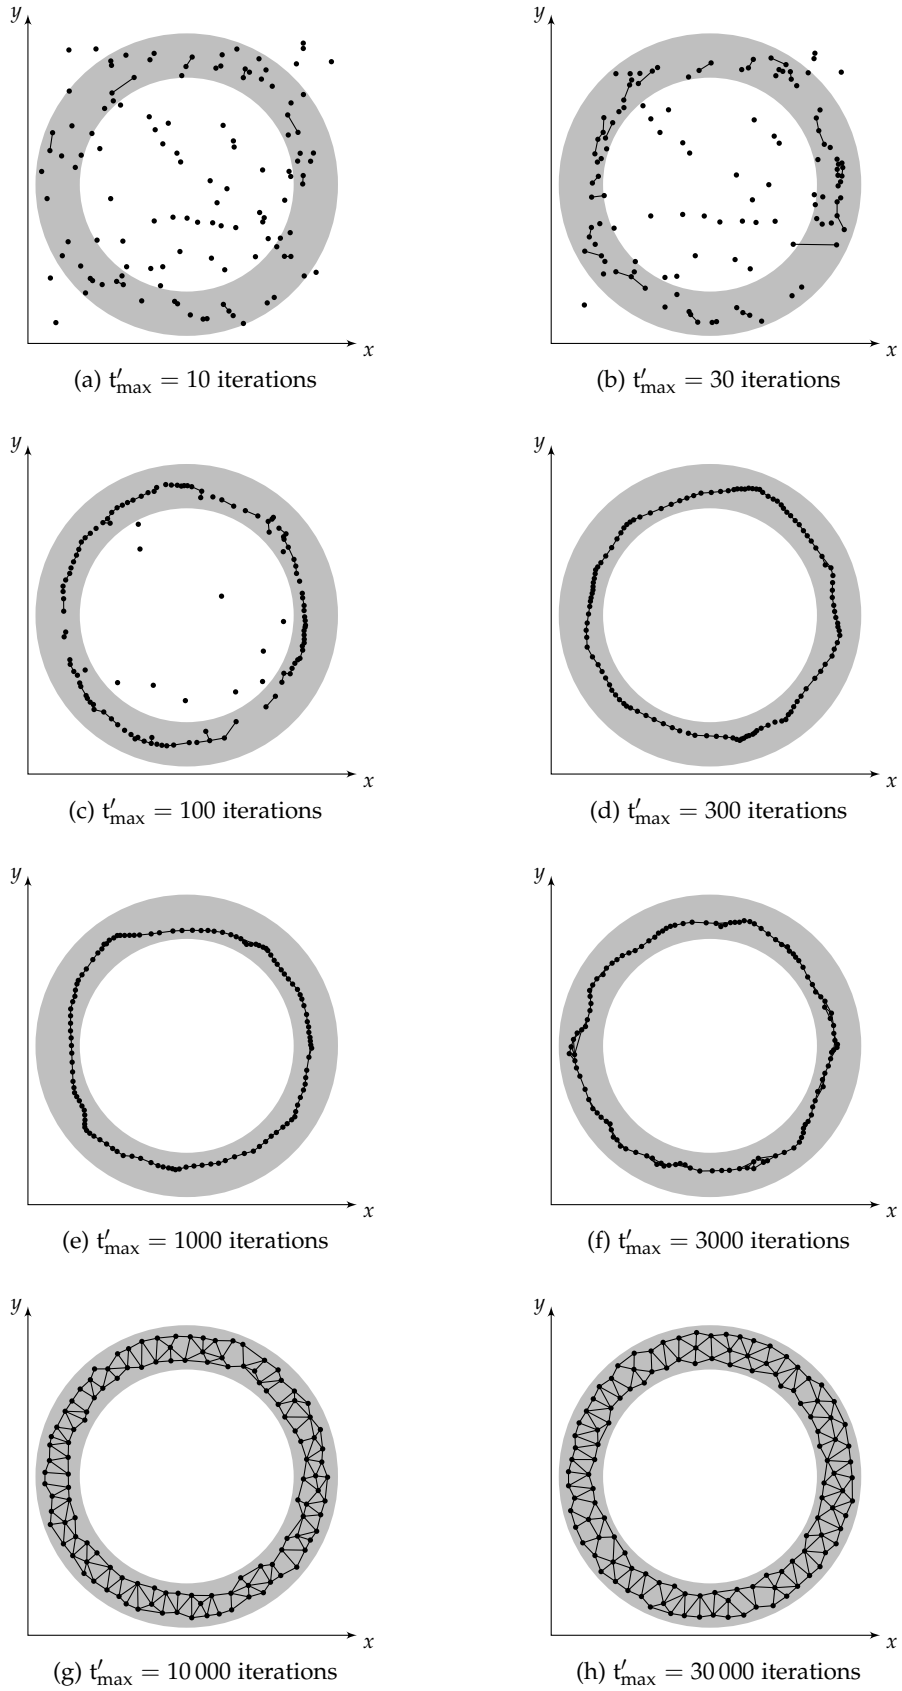 y y
x x
(a) t′max = 10 iterations (b) t′max = 30 iterations
y y
x x
(c) t′max = 100 iterations (d) t′max = 300 iterations
y y
x x
(e) t′max = 1000 iterations (f) t′max = 3000 iterations
y y
x x
(g) t′max = 10 000 iterations (h) t′max = 30 000 iterations